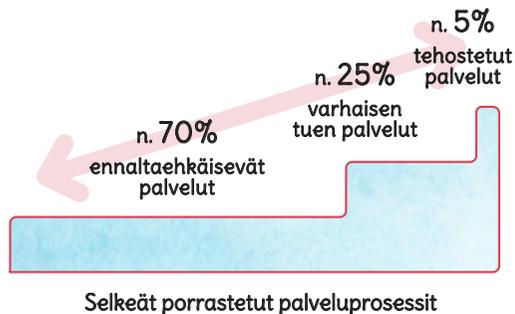 n. 5%
tehostetut
palvelut
n. 25%
varhaisen
tuen palvelut
n. 70%
ennaltaehkäisevät
palvelut
Selkeät porrastetut palveluprosessit